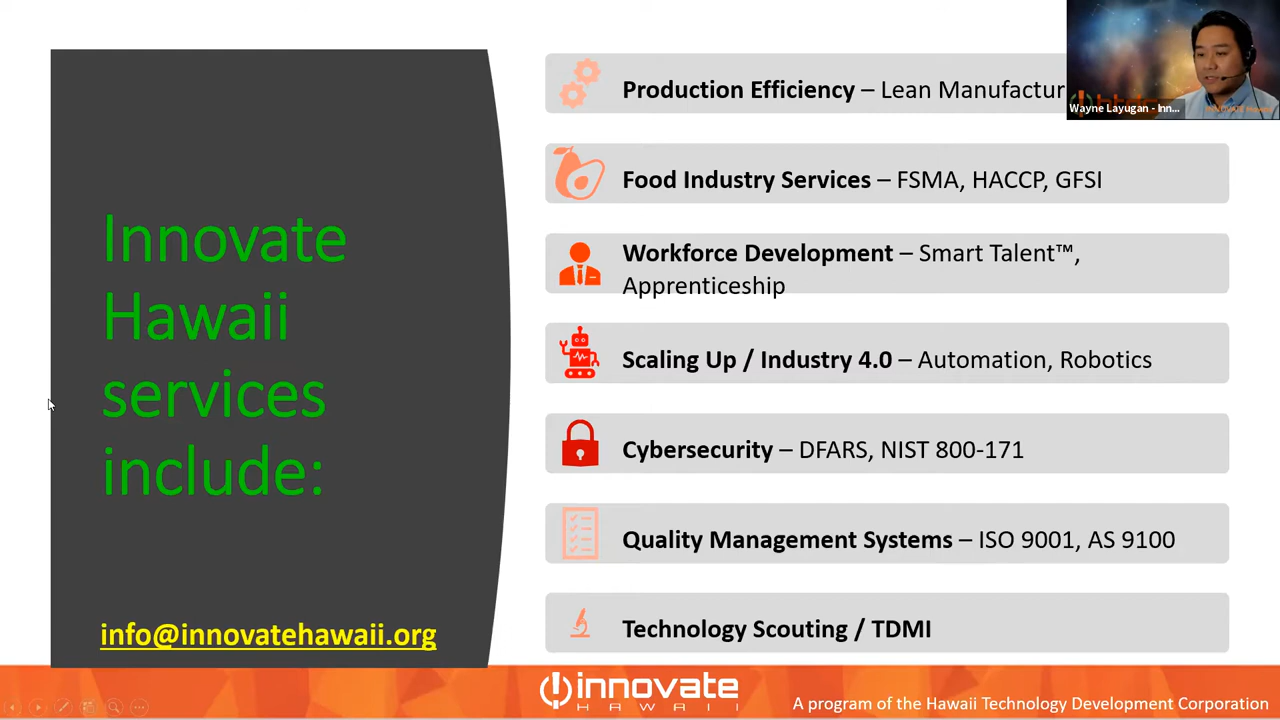 Innovate
Hawaii
services
include:
info@innovatehawaii.org
Production Efficiency – Lean Manufactur
Food Industry Services – FSMA, HACCP, GFSI
Workforce Development – Smart Talent™,
Apprenticeship
Scaling Up / Industry 4.0 – Automation, Robotics
Cybersecurity – DFARS, NIST 800-171
Quality Management Systems – ISO 9001, AS 9100
Technology Scouting / TDMI
Wayne Layugan - Inn...
innovate
HAWAII
A program of the Hawaii Technology Development Corporation